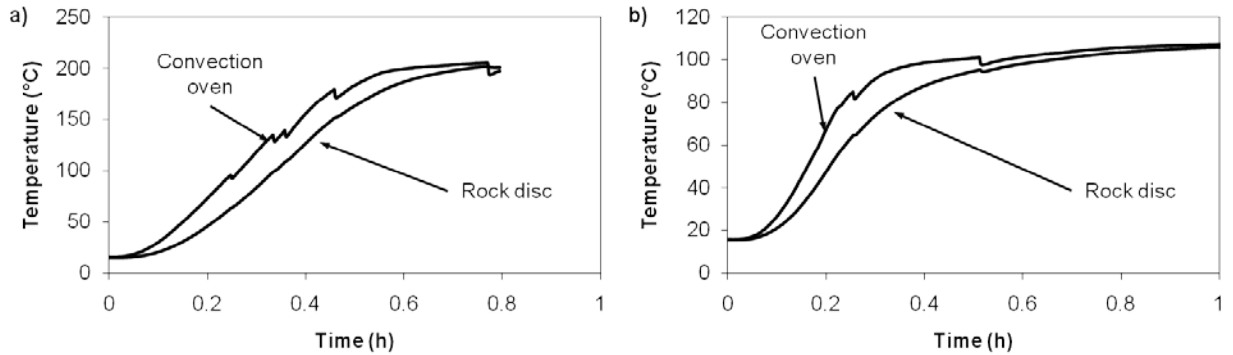 a)
250
200
150
100
50
0
Temperature (°C)
Convection
oven
Rock disc
0 0.2 0.4 0.6 0.8 1
Time (h)
b)
120
100
80
60
40
20
0
Temperature (°C)
Convection
oven
Rock disc
0 0.2 0.4 0.6 0.8 1
Time (h)